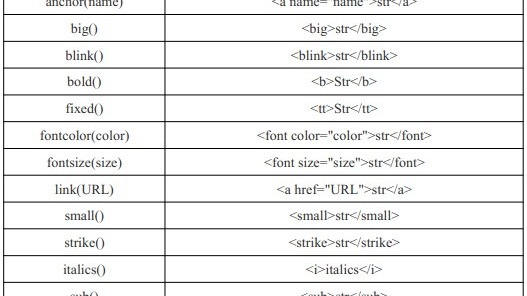 anchor(name) <a name="name">str</a>
big() <big>str</big>
blink() <blink>str</blink>
bold() <b>Str</b>
fixed() <tt>Str</tt>
fontcolor(color) <font color="color">str</font>
fontsize(size) <font size="size">str</font>
link(URL) <a href="URL">str</a>
small() <small>str</small>
strike() <strike>str</strike>
italics() <i>italics</i>
sub() <sub>str</sub>